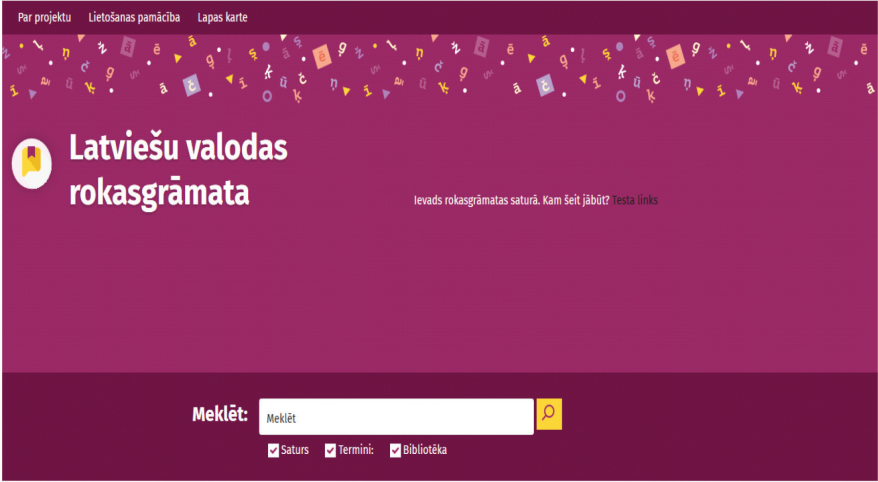 Par projektu Lietošanas pamācība Lapas karte
Latviešu valodas
rokasgrāmata
Ievads rokasgrāmatas saturā. Kam šeit jābūt? Testa links
Meklēt: Meklēt
Saturs Termini: Bibliotēka